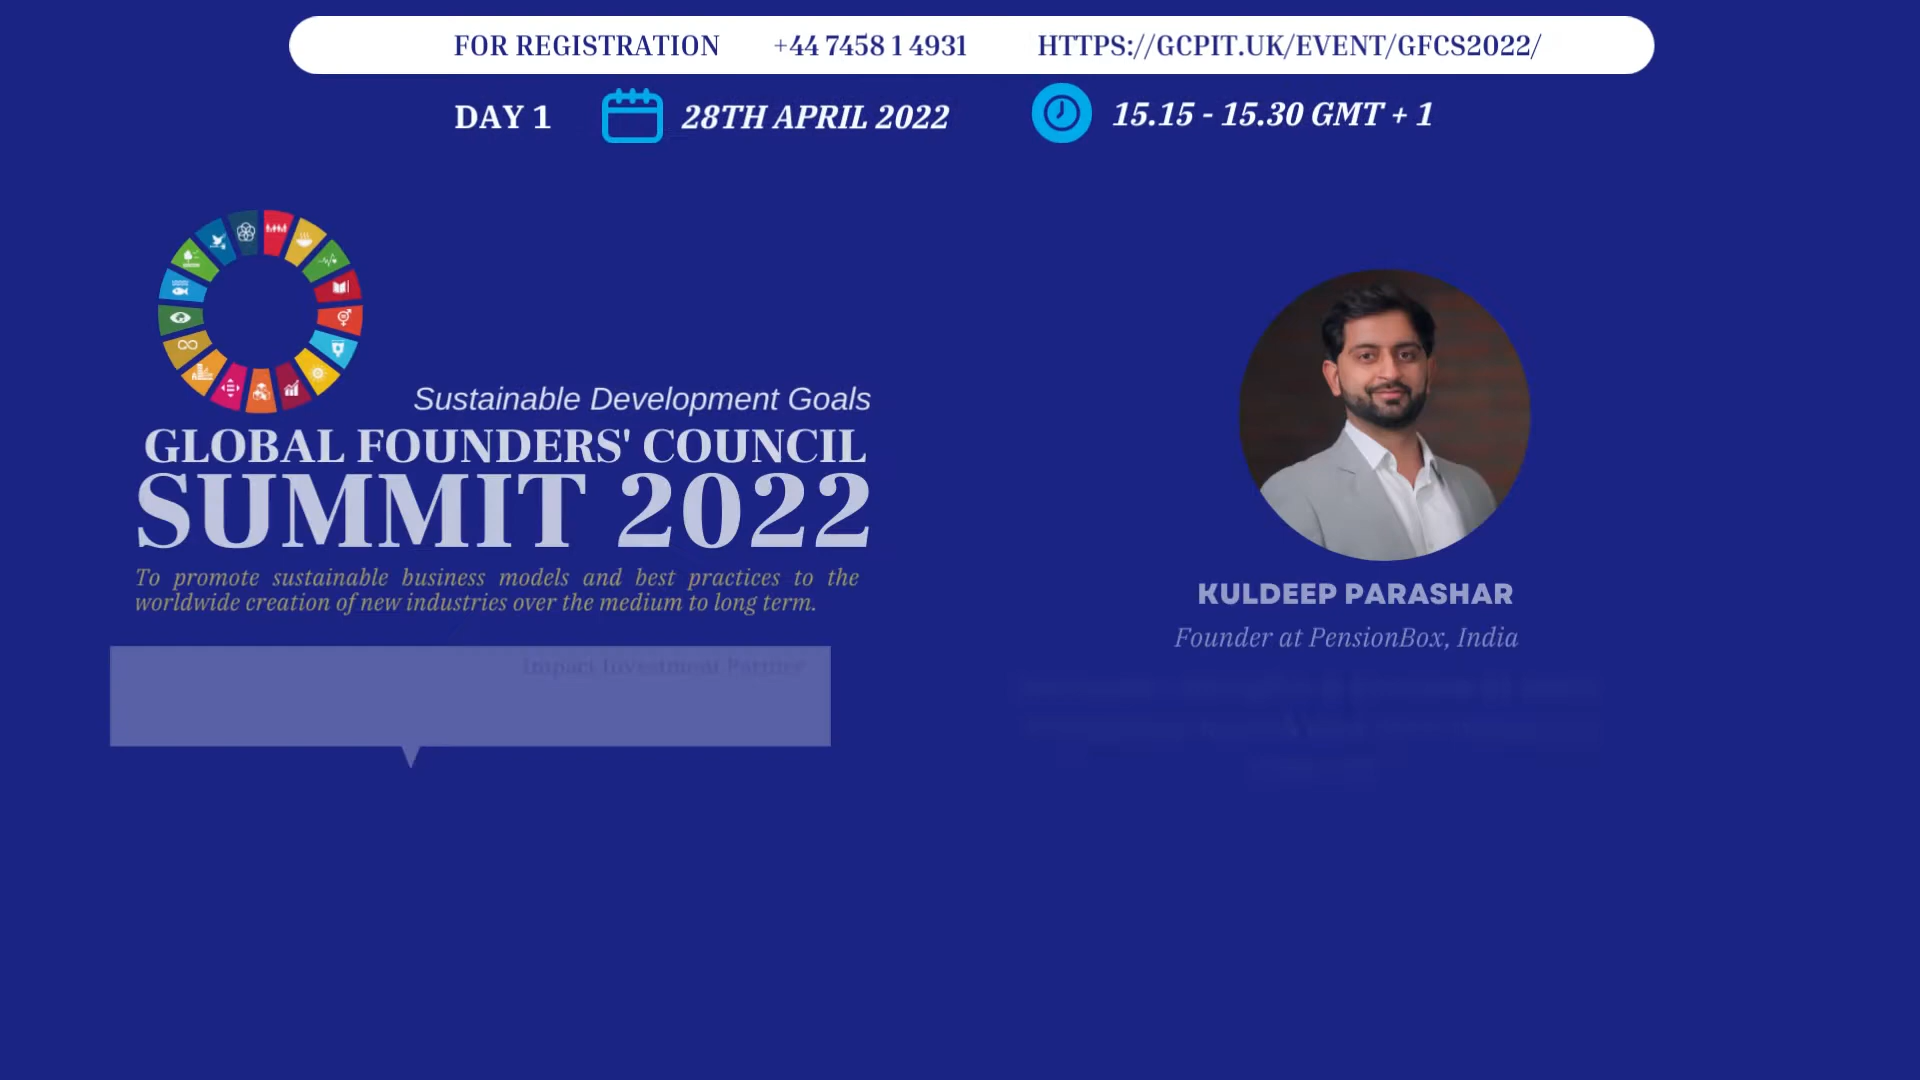 FOR REGISTRATION +44 7458 1 4931 HTTPS://GCPIT.UK/EVENT/GFCS2022/
DAY 1 28TH APRIL 2022 15.15 - 15.30 GMT + 1
Sustainable Development Goals
GLOBAL FOUNDERS' COUNCIL
SUMMIT 2022
To promote sustainable business models and best practices to the
worldwide creation of new industries over the medium to long term.
Impact Investment Partner
KULDEEP PARASHAR
Founder at PensionBox, India